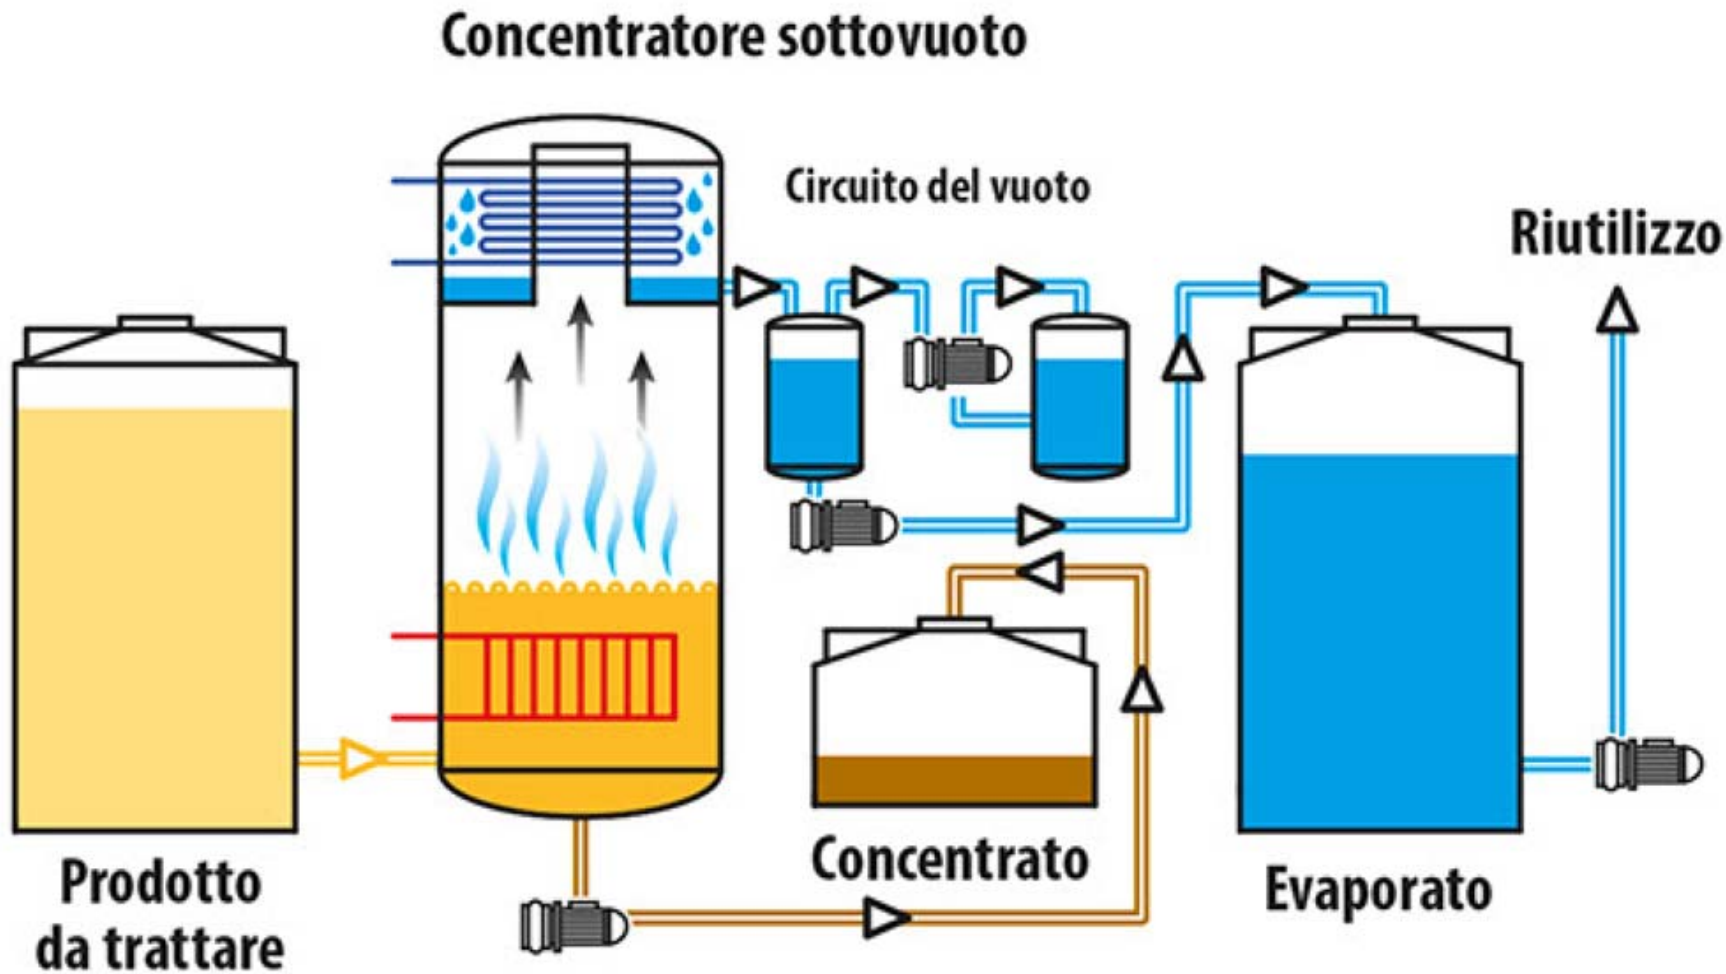 Concentratore sottovuoto
Circuito del vuoto
Riutilizzo
Prodotto
da trattare
Concentrato
Evaporato